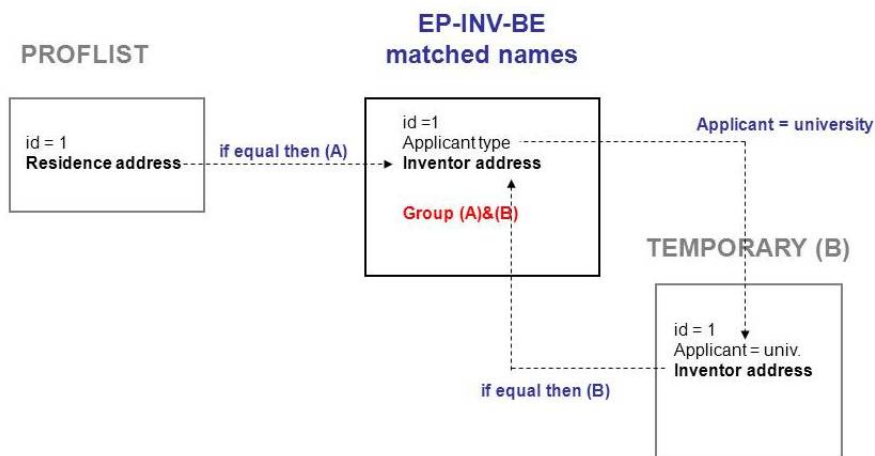 EP-INV-BE
matched names
PROFLIST
id = 1
Residence address
if equal then (A)
id =1
Applicant type
Inventor address
Group (A)&(B)
Applicant = university
TEMPORARY (B)
id = 1
Applicant = univ.
Inventor address
if equal then (B)